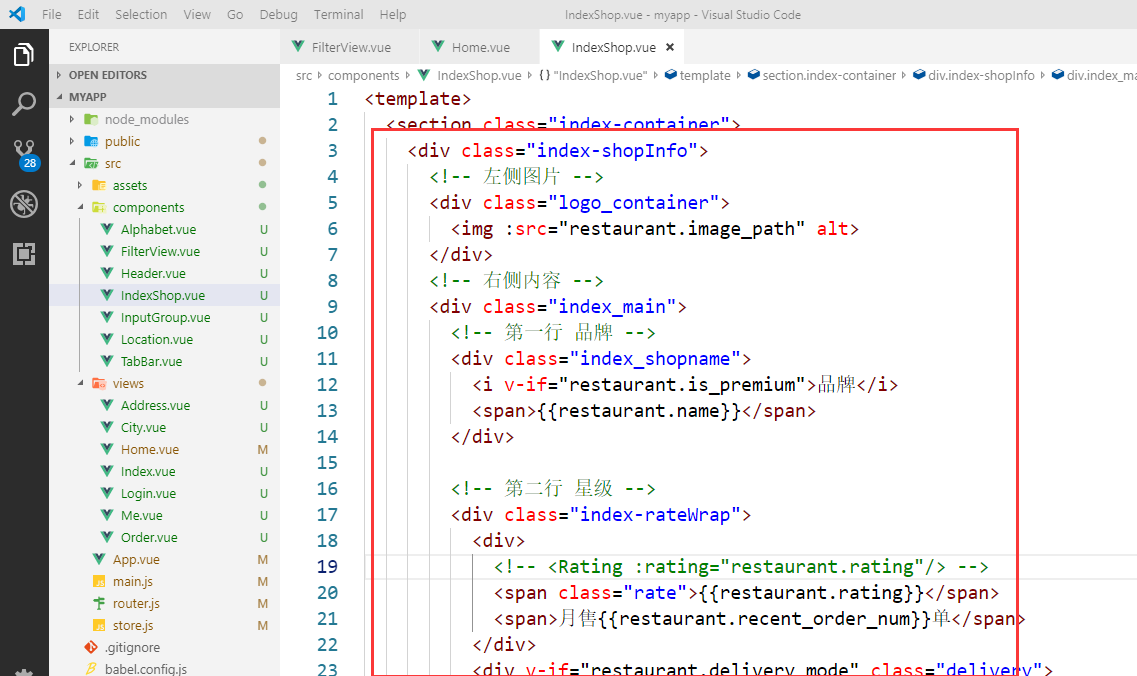 File Edit Selection View Go Debug Terminal Help IndexShop.vue - myapp - Visual Studio Code
EXPLORER
OPEN EDITORS
MYAPP
node_modules
public
src
assets
components
Alphabet.vue U
FilterView.vue U
Header.vue U
IndexShop.vue U
InputGroup.vue U
Location.vue U
TabBar.vue U
views
Address.vue U
City.vue U
Home.vue M
Index.vue U
Login.vue U
Me.vue U
Order.vue U
App.vue M
main.js M
router.js M
store.js M
.gitignore
babel.config.js
28
FilterView.vue Home.vue IndexShop.vue ×
src components IndexShop.vue {} "IndexShop.vue" template section.index-container div.index-shopInfo div.index_ma
1 <template>
2 <section class="index-container">
3 <div class="index-shopInfo">
4 <!-- 左侧图片 -->
5 <div class="logo_container">
6 <img :src="restaurant.image_path" alt>
7 </div>
8 <!-- 右侧内容 -->
9 <div class="index_main">
10 <!-- 第一行 品牌 -->
11 <div class="index_shopname">
12 <i v-if="restaurant.is_premium">品牌</i>
13 <span>{{restaurant.name}}</span>
14 </div>
15
16 <!-- 第二行 星级 -->
17 <div class="index-rateWrap">
18 <div>
19 <!-- <Rating :rating="restaurant.rating"/> -->
20 <span class="rate">{{restaurant.rating}}</span>
21 <span>月售{{restaurant.recent_order_num}}单</span>
22 </div>
23 <div v-if="restaurant.delivery_mode" class="delivery">